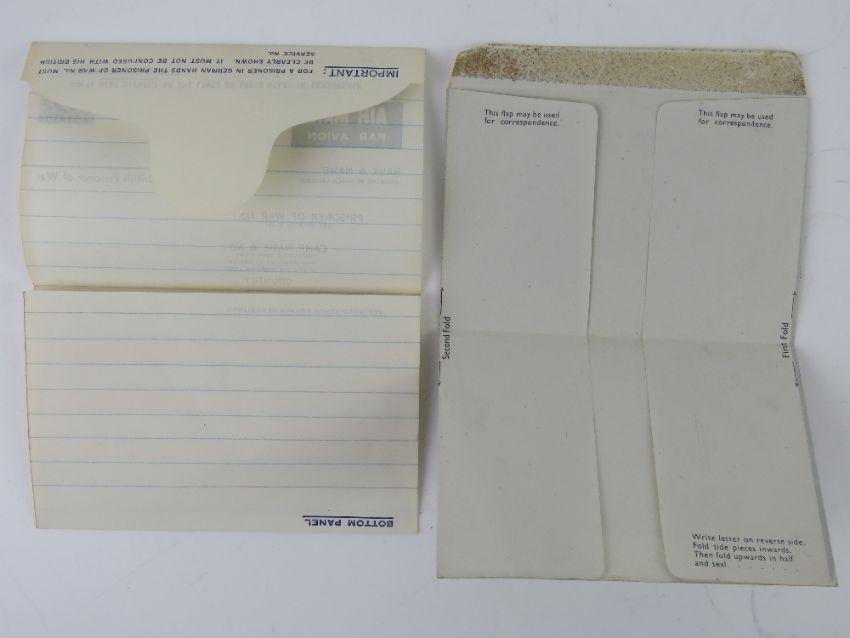 IMPORTANT:
FOR A PRISONER IN GERMAN HANDS THE PRISONER OF WAR No. MUST
BE CLEARLY SHOWN. IT MUST NOT BE CONFUSED WITH HIS BRITISH
SERVICE No.
AIR MAIL
PAR AVION
RANK & NAME
British Prisoner of War
PRISONER OF WAR No.
CAMP NAME & No.
COUNTRY
BOTTOM PANEL
This flap may be used
for correspondence.
This flap may be used
for correspondence.
Second Fold
First Fold
Write letter on reverse side.
Fold side pieces inwards.
Then fold upwards in half
and seal.